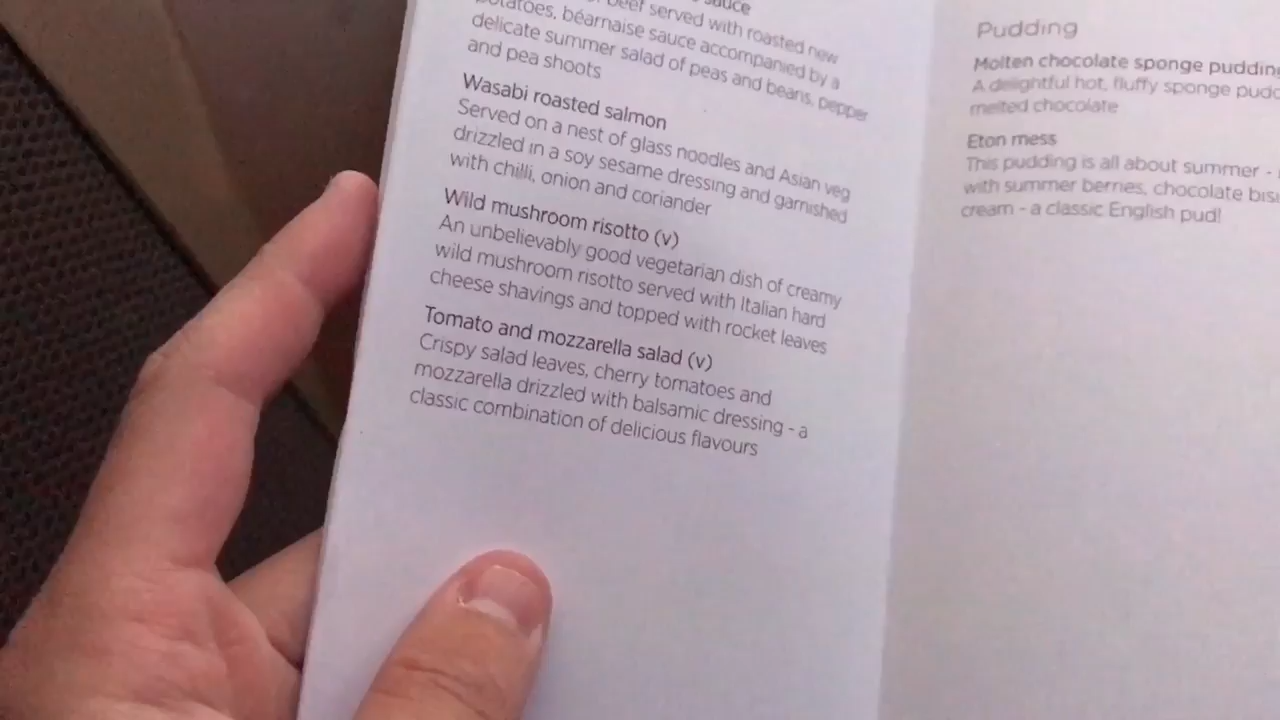 sauce
beef served with roasted new
potatoes, béarnaise sauce accompanied by a
delicate summer salad of peas and beans, pepper
and pea shoots
Wasabi roasted salmon
Served on a nest of glass noodles and Asian veg
drizzled in a soy sesame dressing and garnished
with chilli, onion and coriander
Wild mushroom risotto (v)
An unbelievably good vegetarian dish of creamy
wild mushroom risotto served with Italian hard
cheese shavings and topped with rocket leaves
Tomato and mozzarella salad (v)
Crispy salad leaves, cherry tomatoes and
mozzarella drizzled with balsamic dressing - a
classic combination of delicious flavours
Pudding
Molten chocolate sponge pudding
A delightful hot, fluffy sponge
melted chocolate
Eton mess
This pudding is all about summer -
with summer berries, chocolate
cream - a classic English pud!